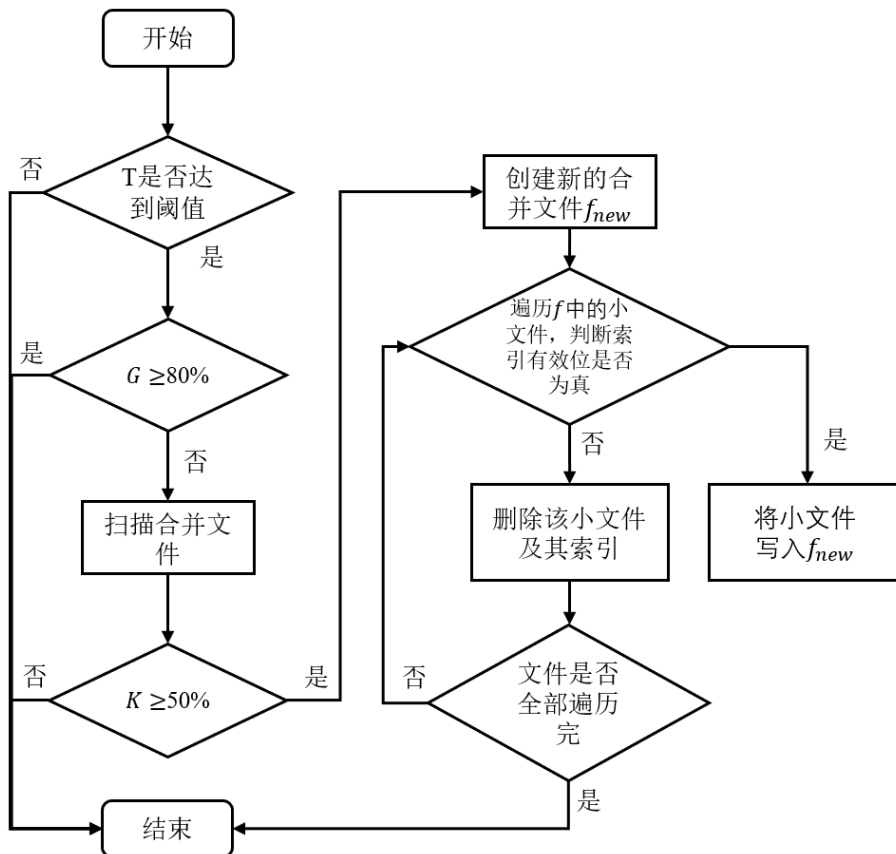 开始
否
T是否达
到阈值
是
是
G ≥80%
否
扫描合并文
件
否
K ≥50%
是
结束
创建新的合
并文件f_new
遍历f中的小
文件，判断索
引有效位是否
为真
否
是
删除该小文件
及其索引
将小文件
写入f_new
否
文件是否
全部遍历
完
是